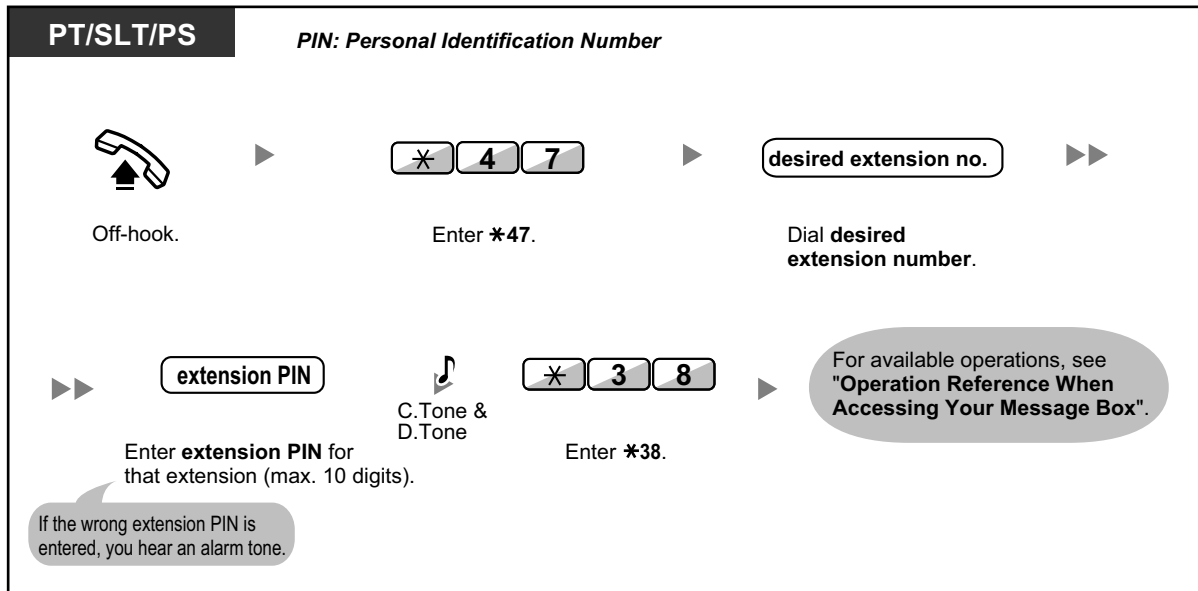 PT/SLT/PS
PIN: Personal Identification Number
✳ 4 7
desired extension no.
Off-hook.
Enter ✳47.
Dial desired
extension number.
extension PIN
C.Tone &
D.Tone
✳ 3 8
For available operations, see
"Operation Reference When
Accessing Your Message Box".
Enter extension PIN for
that extension (max. 10 digits).
Enter ✳38.
If the wrong extension PIN is
entered, you hear an alarm tone.